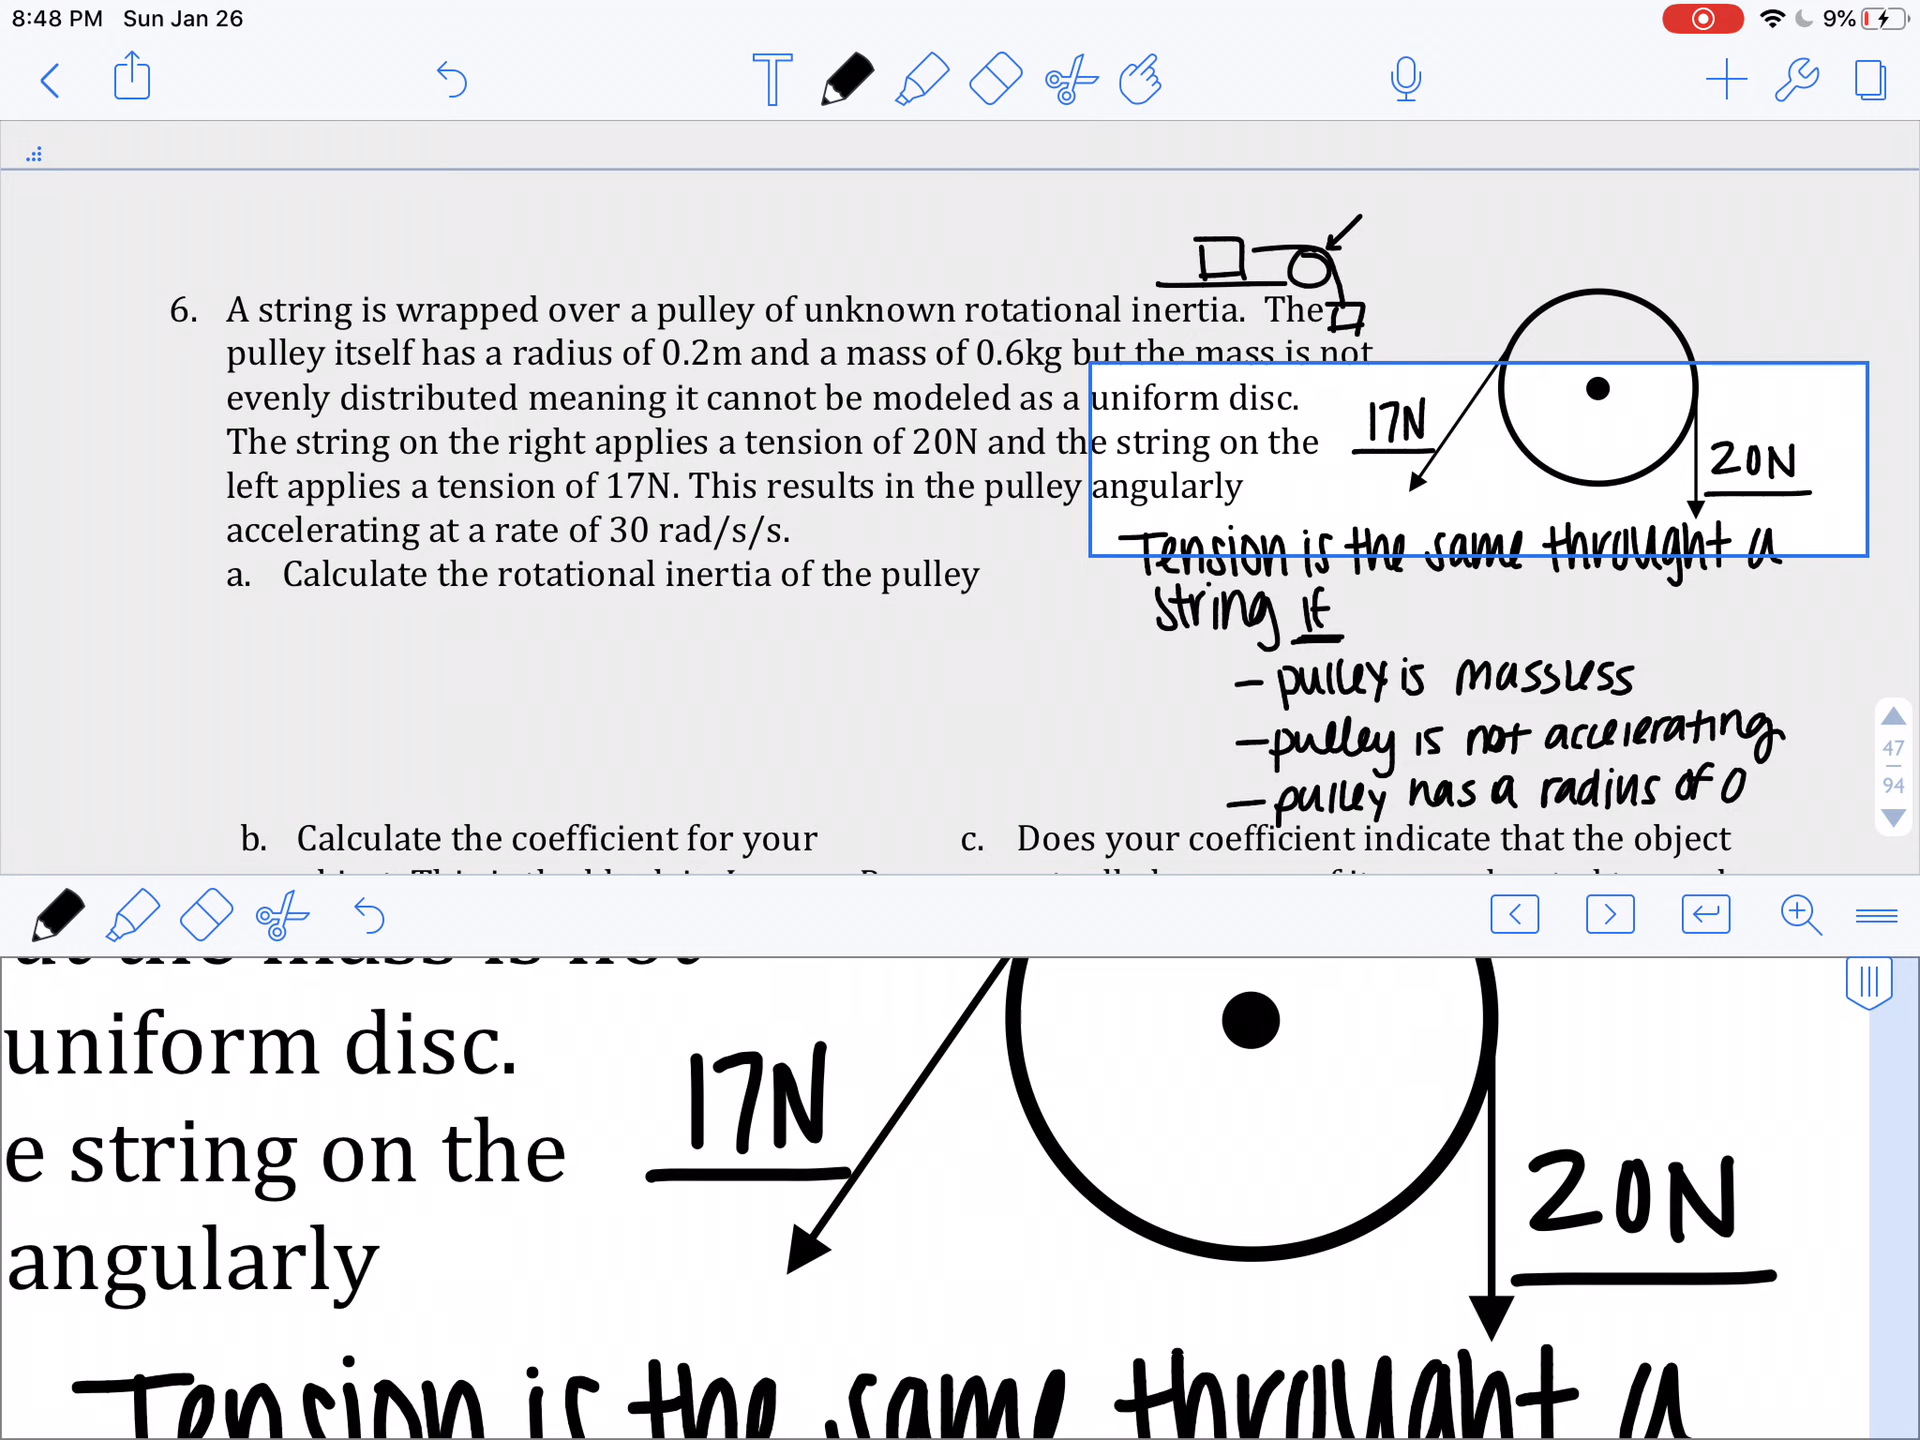 8:48 PM Sun Jan 26
9%
6. A string is wrapped over a pulley of unknown rotational inertia. The
pulley itself has a radius of 0.2m and a mass of 0.6kg but the mass is not
evenly distributed meaning it cannot be modeled as a uniform disc.
The string on the right applies a tension of 20N and the string on the
left applies a tension of 17N. This results in the pulley angularly
accelerating at a rate of 30 rad/s/s.
a. Calculate the rotational inertia of the pulley
17N
20N
Tension is the same throught a
string if
- pulley is massless
- pulley is not accelerating
- pulley has a radius of 0
47
94
b. Calculate the coefficient for your
c. Does your coefficient indicate that the object
uniform disc.
e string on the
angularly
17N
20N
Tension is the same throught a